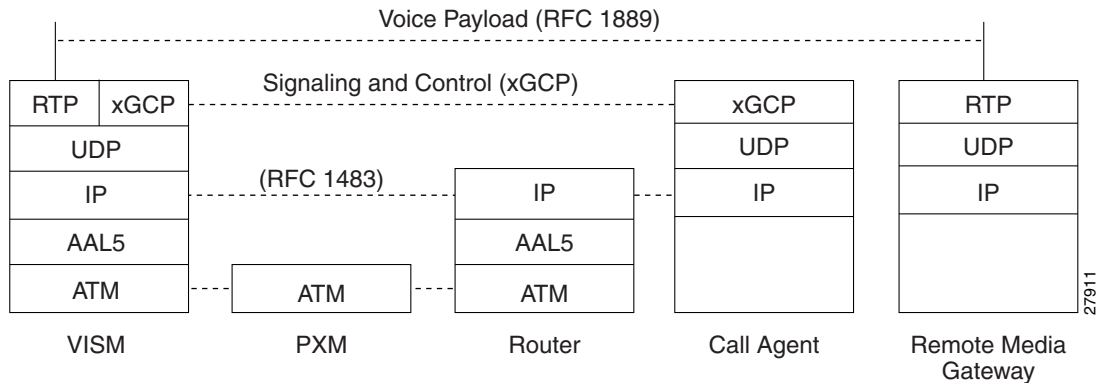 Voice Payload (RFC 1889)
Signaling and Control (xGCP)
RTP xGCP xGCP RTP
UDP UDP UDP
(RFC 1483)
IP IP IP IP
AAL5 AAL5
ATM ATM ATM
27911
VISM PXM Router Call Agent Remote Media
Gateway